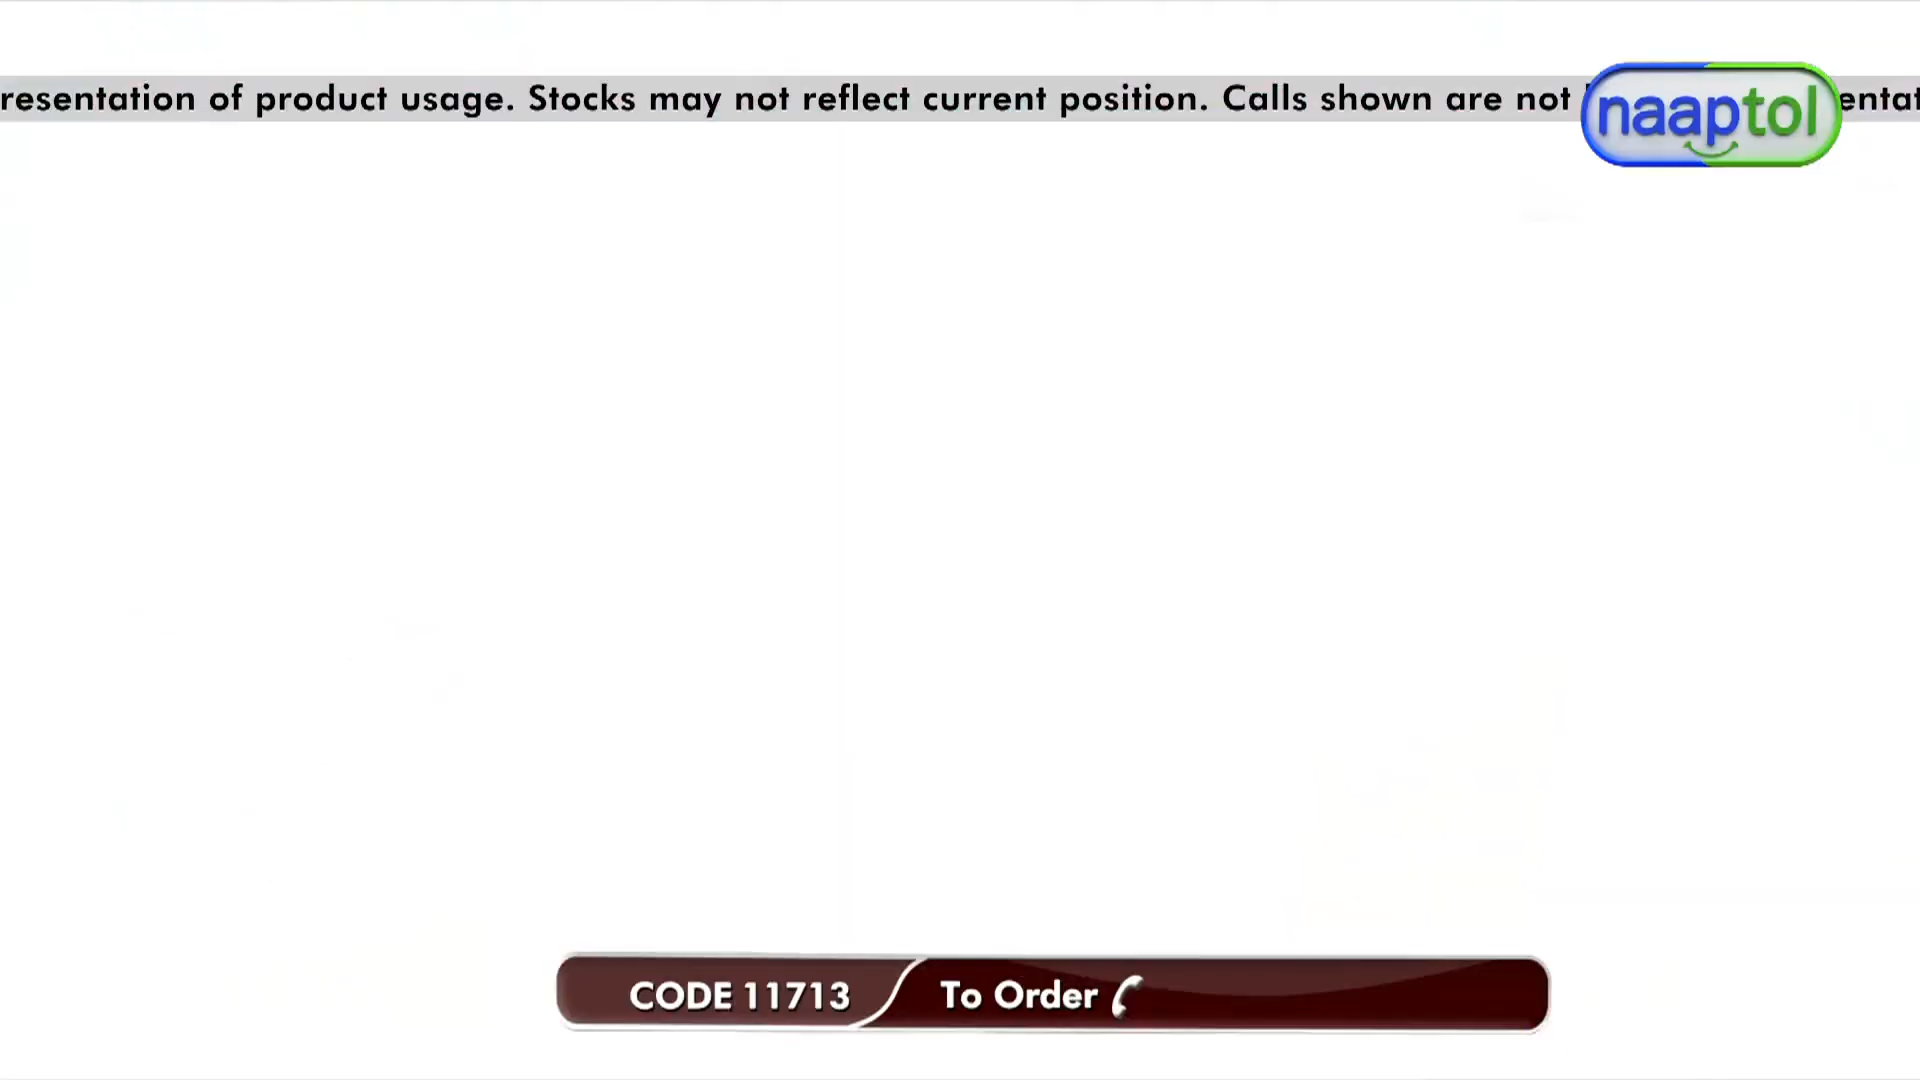 resentation of product usage. Stocks may not reflect current position. Calls shown are not
naaptol
CODE 11713 To Order